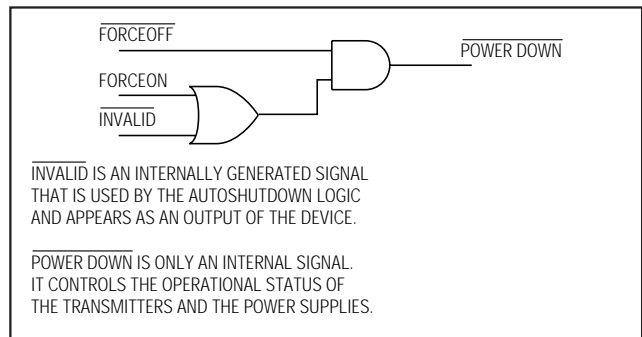 FORCEOFF
POWER DOWN
FORCEON
INVALID
INVALID IS AN INTERNALLY GENERATED SIGNAL
THAT IS USED BY THE AUTOSHUTDOWN LOGIC
AND APPEARS AS AN OUTPUT OF THE DEVICE.
POWER DOWN IS ONLY AN INTERNAL SIGNAL.
IT CONTROLS THE OPERATIONAL STATUS OF
THE TRANSMITTERS AND THE POWER SUPPLIES.